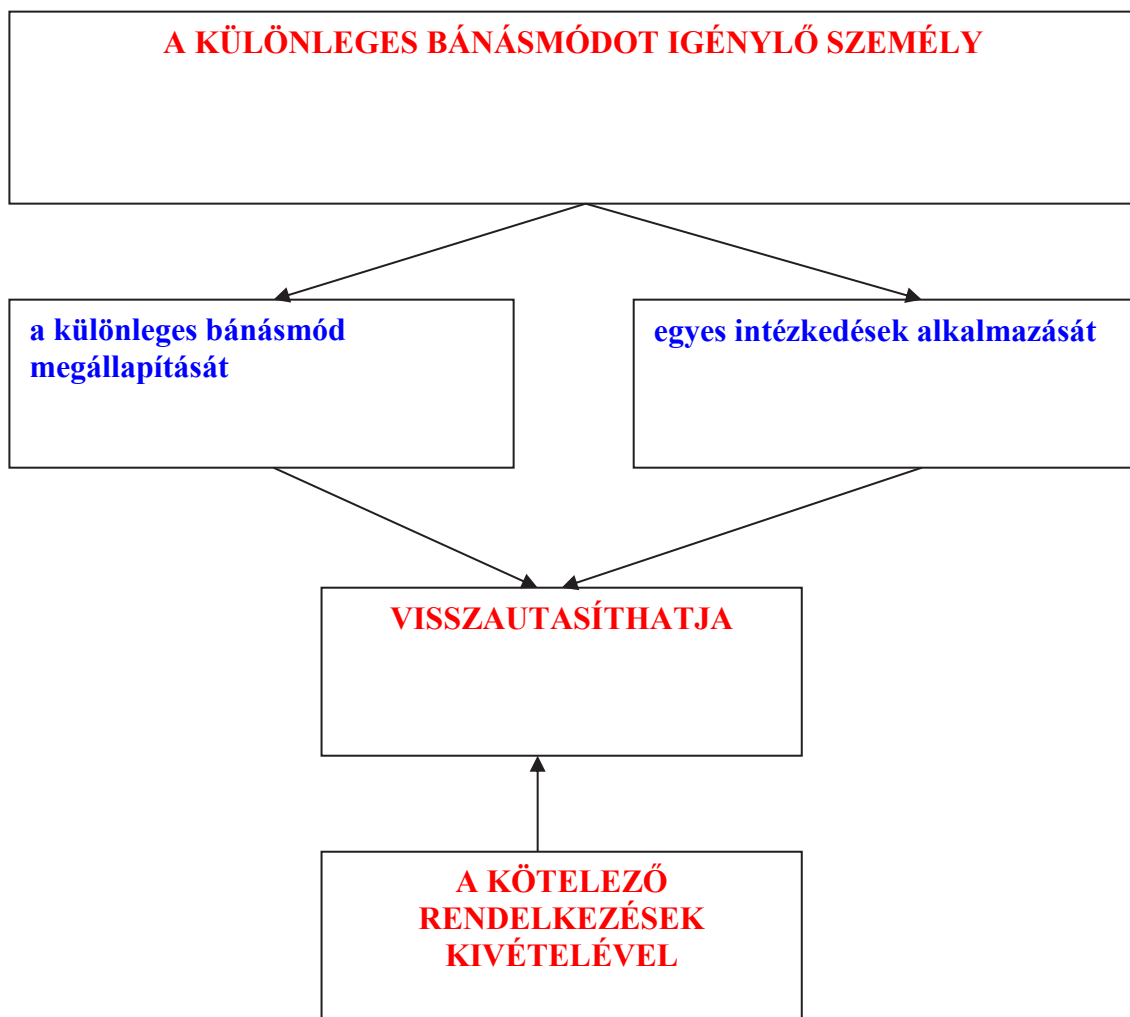 A KÜLÖNLEGES BÁNÁSMÓDOT IGÉNYLŐ SZEMÉLY
a különleges bánásmód
megállapítását
egyes intézkedések alkalmazását
VISSZAUTASÍTHATJA
A KÖTELEZŐ
RENDELKEZÉSEK
KIVÉTELÉVEL